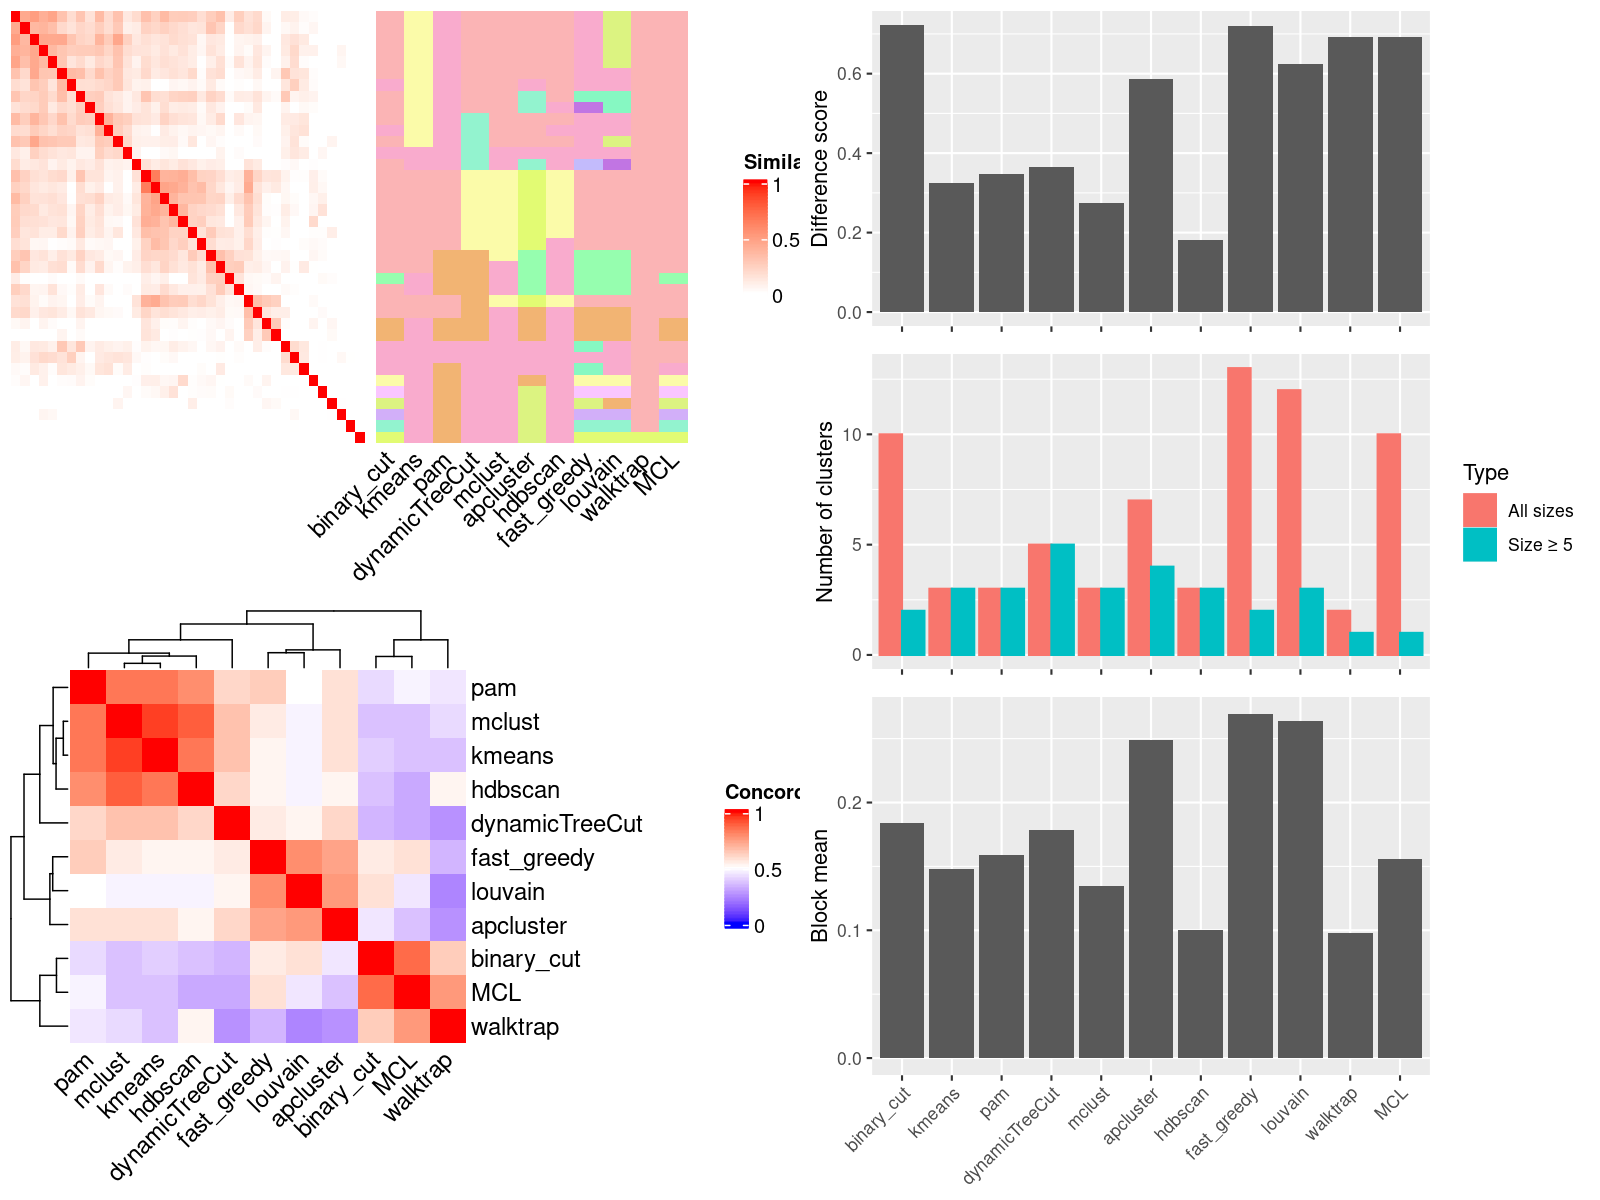 Simila
1
0.5
0
binary_cut
kmeans
pam
dynamicTreeCut
mclust
apcluster
hdbscan
fast_greedy
louvain
walktrap
MCL
pam
mclust
kmeans
hdbscan
dynamicTreeCut
fast_greedy
louvain
apcluster
binary_cut
MCL
walktrap
pam
mclust
kmeans
hdbscan
dynamicTreeCut
fast_greedy
louvain
apcluster
binary_cut
MCL
walktrap
Concord
1
0.5
0
Difference score
0.6
0.4
0.2
0.0
Number of clusters
10
5
0
Type
All sizes
Size ≥ 5
Block mean
0.2
0.1
0.0
binary_cut
kmeans
pam
dynamicTreeCut
mclust
apcluster
hdbscan
fast_greedy
louvain
walktrap
MCL